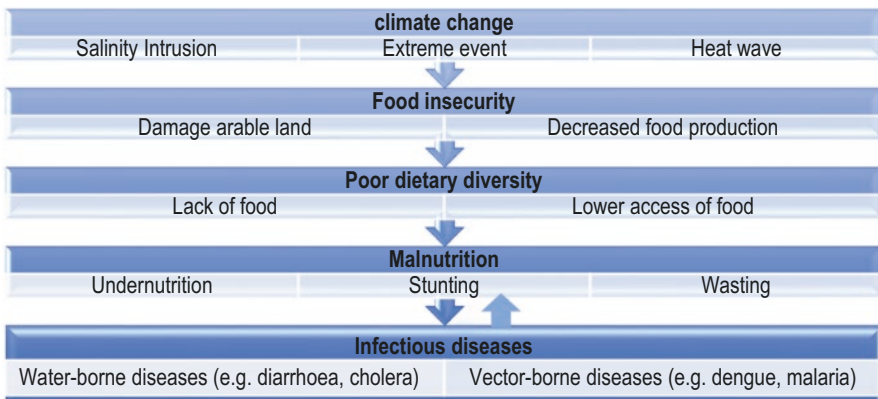 climate change
Salinity Intrusion Extreme event Heat wave
Food insecurity
Damage arable land Decreased food production
Poor dietary diversity
Lack of food Lower access of food
Malnutrition
Undernutrition Stunting Wasting
Infectious diseases
Water-borne diseases (e.g. diarrhoea, cholera) Vector-borne diseases (e.g. dengue, malaria)